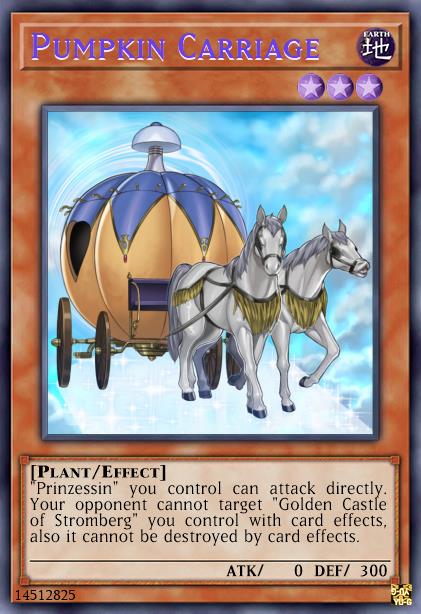 Pumpkin Carriage
EARTH
地
[Plant/Effect]
"Prinzessin" you control can attack directly.
Your opponent cannot target "Golden Castle
of Stromberg" you control with card effects,
also it cannot be destroyed by card effects.
ATK/ 0 DEF/ 300
14512825